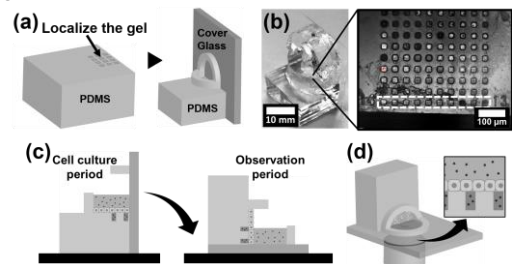 (a) Localize the gel
Cover
Glass
PDMS
PDMS
(b)
10 mm
100 μm
(c) Cell culture
period
Observation
period
(d)